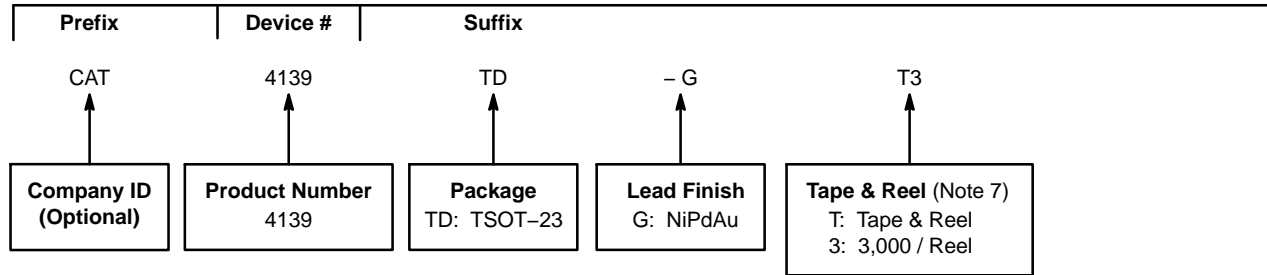 Prefix Device # Suffix
CAT 4139 TD – G T3
Company ID
(Optional)
Product Number
4139
Package
TD: TSOT−23
Lead Finish
G: NiPdAu
Tape & Reel (Note 7)
T: Tape & Reel
3: 3,000 / Reel